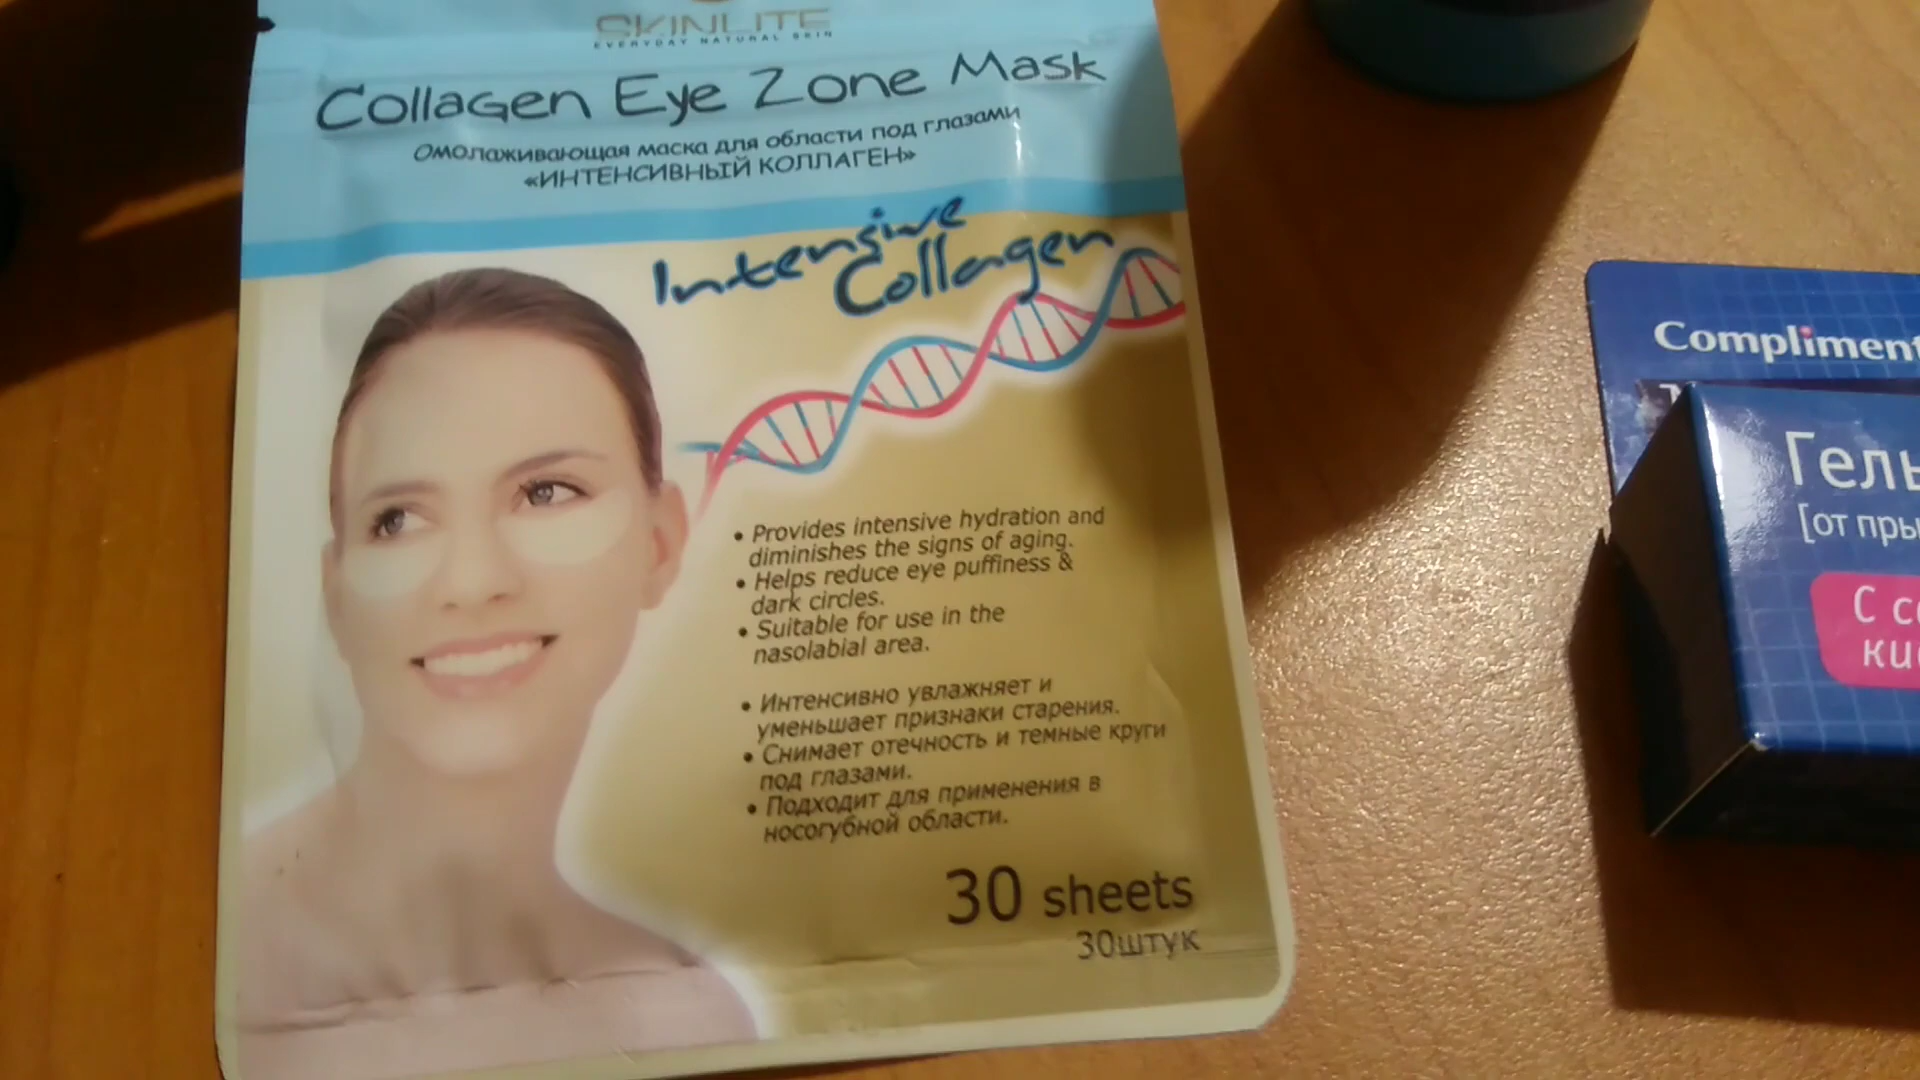 SKINLITE
EVERYDAY NATURAL SKIN
Collagen Eye Zone Mask
Омолаживающая маска для области под глазами
«ИНТЕНСИВНЫЙ КОЛЛАГЕН»
Intensive
Collagen
• Provides intensive hydration and
diminishes the signs of aging.
• Helps reduce eye puffiness &
dark circles.
• Suitable for use in the
nasolabial area.
• Интенсивно увлажняет и
уменьшает признаки старения.
• Снимает отечность и темные круги
под глазами.
• Подходит для применения в
носогубной области.
30 sheets
30штук
Compliment
Гель
[от
С